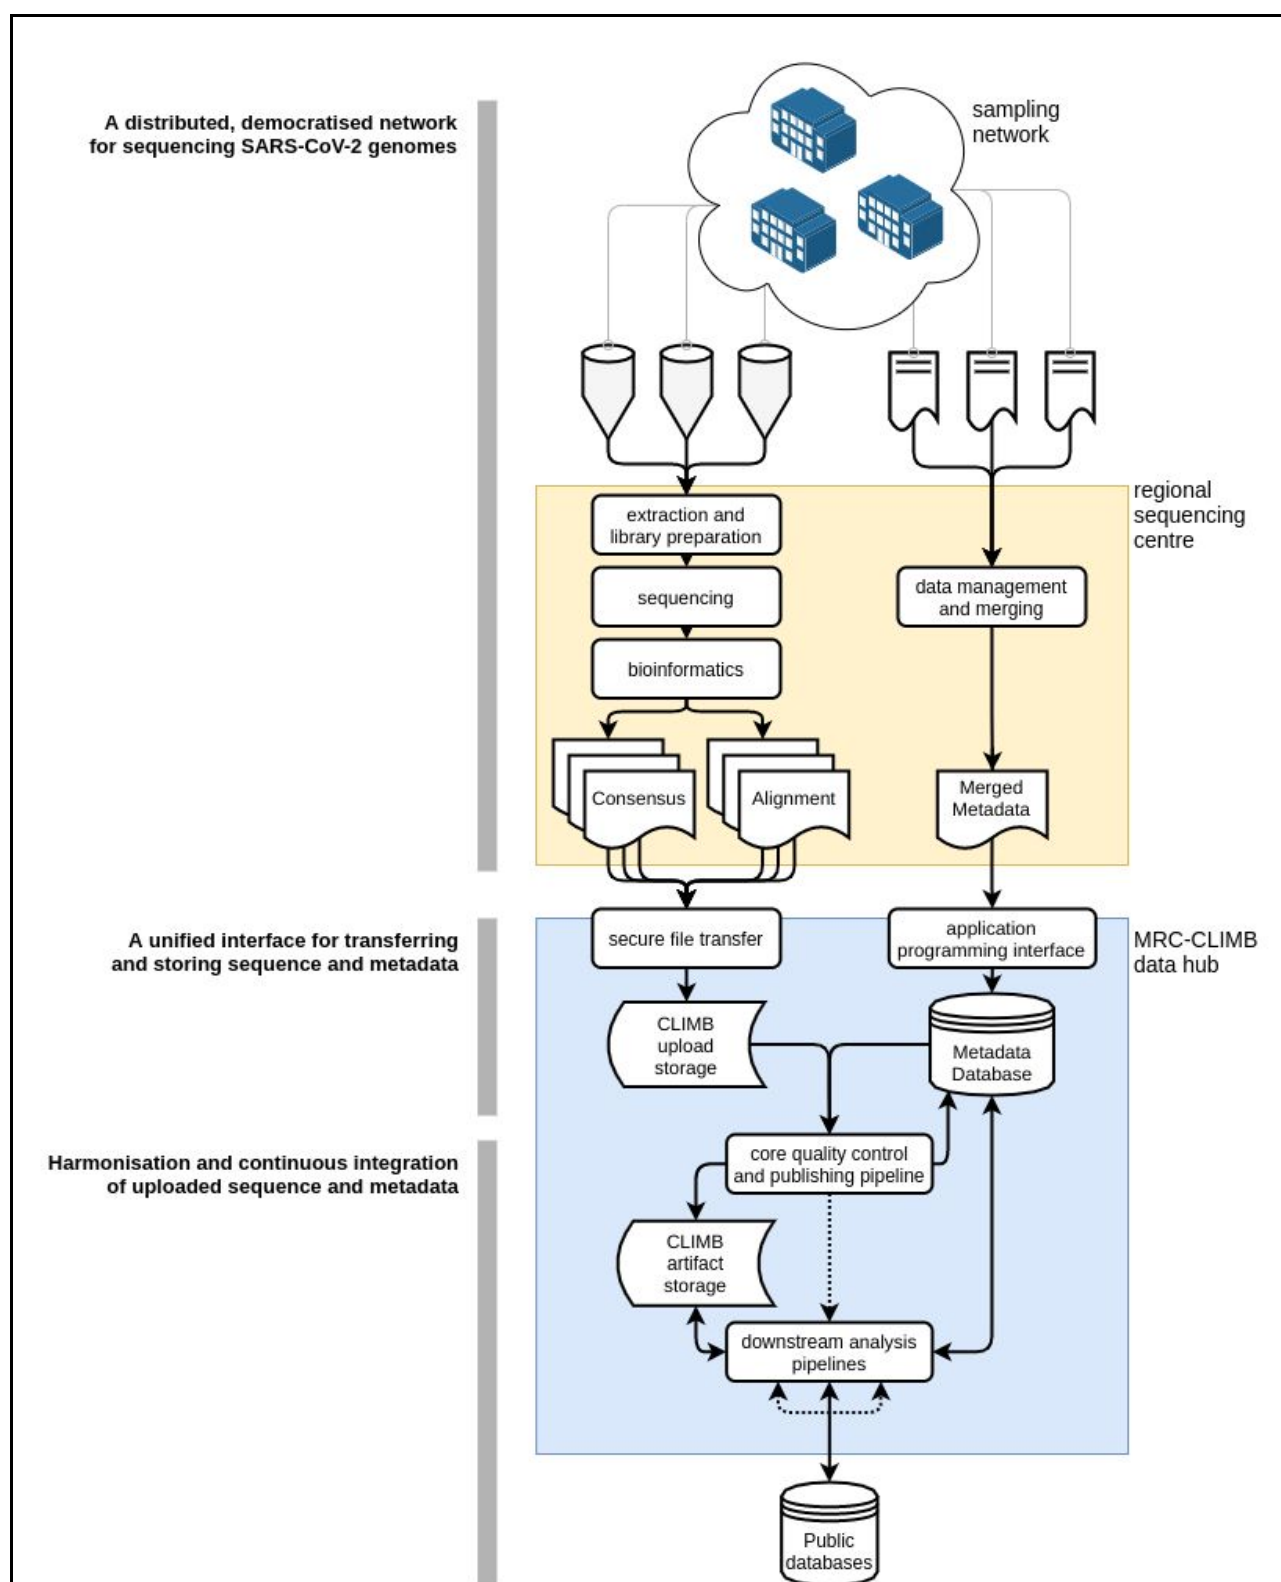 A distributed, democratised network
for sequencing SARS-CoV-2 genomes
sampling
network
regional
sequencing
centre
extraction and
library preparation
sequencing
data management
and merging
bioinformatics
Consensus
Alignment
Merged
Metadata
A unified interface for transferring
and storing sequence and metadata
secure file transfer
application
programming interface
MRC-CLIMB
data hub
CLIMB
upload
storage
Metadata
Database
Harmonisation and continuous integration
of uploaded sequence and metadata
core quality control
and publishing pipeline
CLIMB
artifact
storage
downstream analysis
pipelines
Public
databases